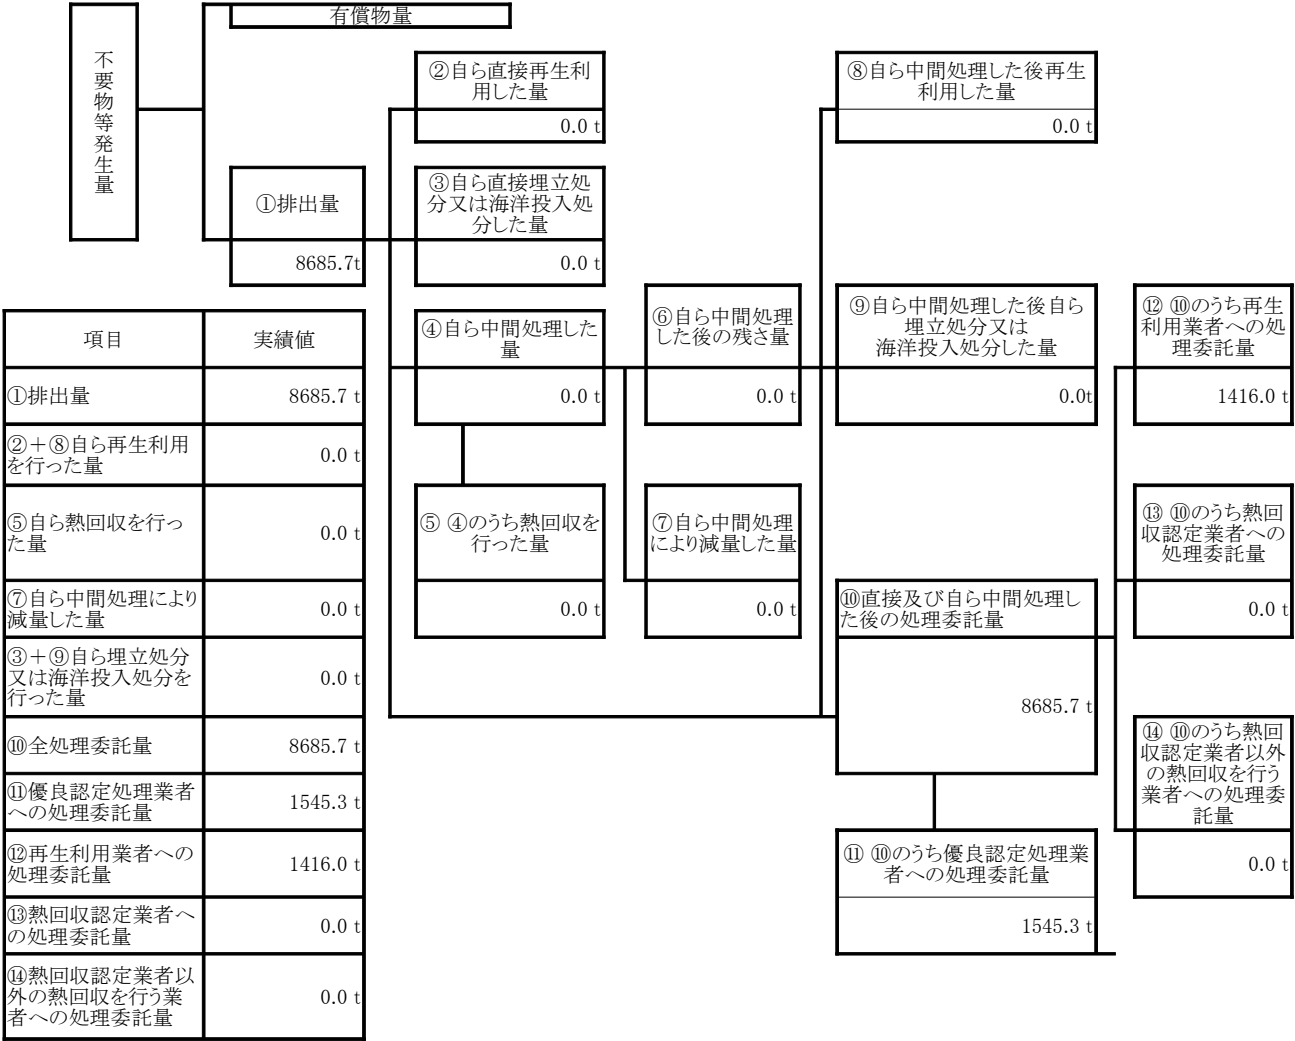 有償物量
不要物等発生量
②自ら直接再生利
用した量
0.0 t
⑧自ら中間処理した後再生
利用した量
0.0 t
①排出量
8685.7t
③自ら直接埋立処
分又は海洋投入処
分した量
0.0 t
④自ら中間処理した
量
0.0 t
⑥自ら中間処理
した後の残さ量
0.0 t
⑨自ら中間処理した後自ら
埋立処分又は
海洋投入処分した量
0.0t
⑫ ⑩のうち再生
利用業者への処
理委託量
1416.0 t
⑤ ④のうち熱回収を
行った量
0.0 t
⑦自ら中間処理
により減量した量
0.0 t
⑬ ⑩のうち熱回
収認定業者への
処理委託量
0.0 t
⑩直接及び自ら中間処理し
た後の処理委託量
8685.7 t
⑭ ⑩のうち熱回
収認定業者以外
の熱回収を行う
業者への処理委
託量
0.0 t
⑪ ⑩のうち優良認定処理業
者への処理委託量
1545.3 t
項目
実績値
①排出量
8685.7 t
②＋⑧自ら再生利用
を行った量
0.0 t
⑤自ら熱回収を行っ
た量
0.0 t
⑦自ら中間処理により
減量した量
0.0 t
③＋⑨自ら埋立処分
又は海洋投入処分を
行った量
0.0 t
⑩全処理委託量
8685.7 t
⑪優良認定処理業者
への処理委託量
1545.3 t
⑫再生利用業者への
処理委託量
1416.0 t
⑬熱回収認定業者へ
の処理委託量
0.0 t
⑭熱回収認定業者以
外の熱回収を行う業
者への処理委託量
0.0 t